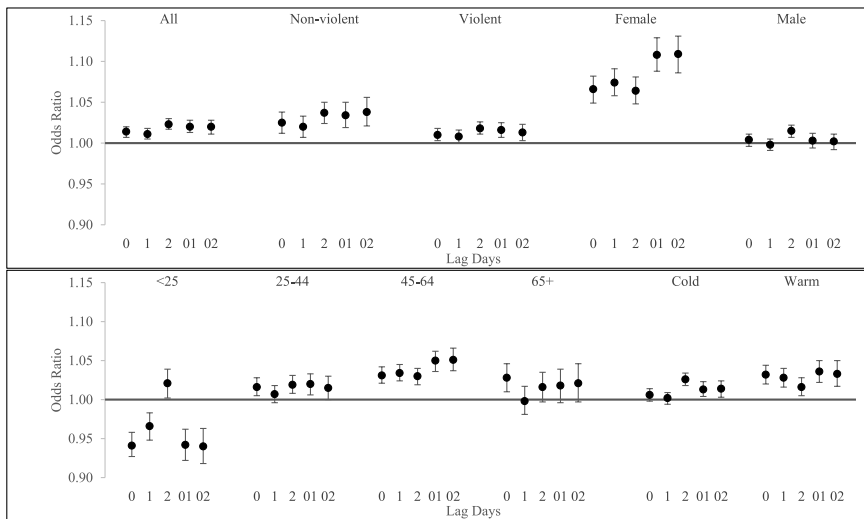 All Non-violent Violent Female Male
1.15
1.10
1.05
1.00
0.95
0.90
Odds Ratio
0 1 2 01 02 0 1 2 01 02 0 1 2 01 02 0 1 2 01 02 0 1 2 01 02
Lag Days
<25 25-44 45-64 65+ Cold Warm
1.15
1.10
1.05
1.00
0.95
0.90
Odds Ratio
0 1 2 01 02 0 1 2 01 02 0 1 2 01 02 0 1 2 01 02 0 1 2 01 02 0 1 2 01 02
Lag Days